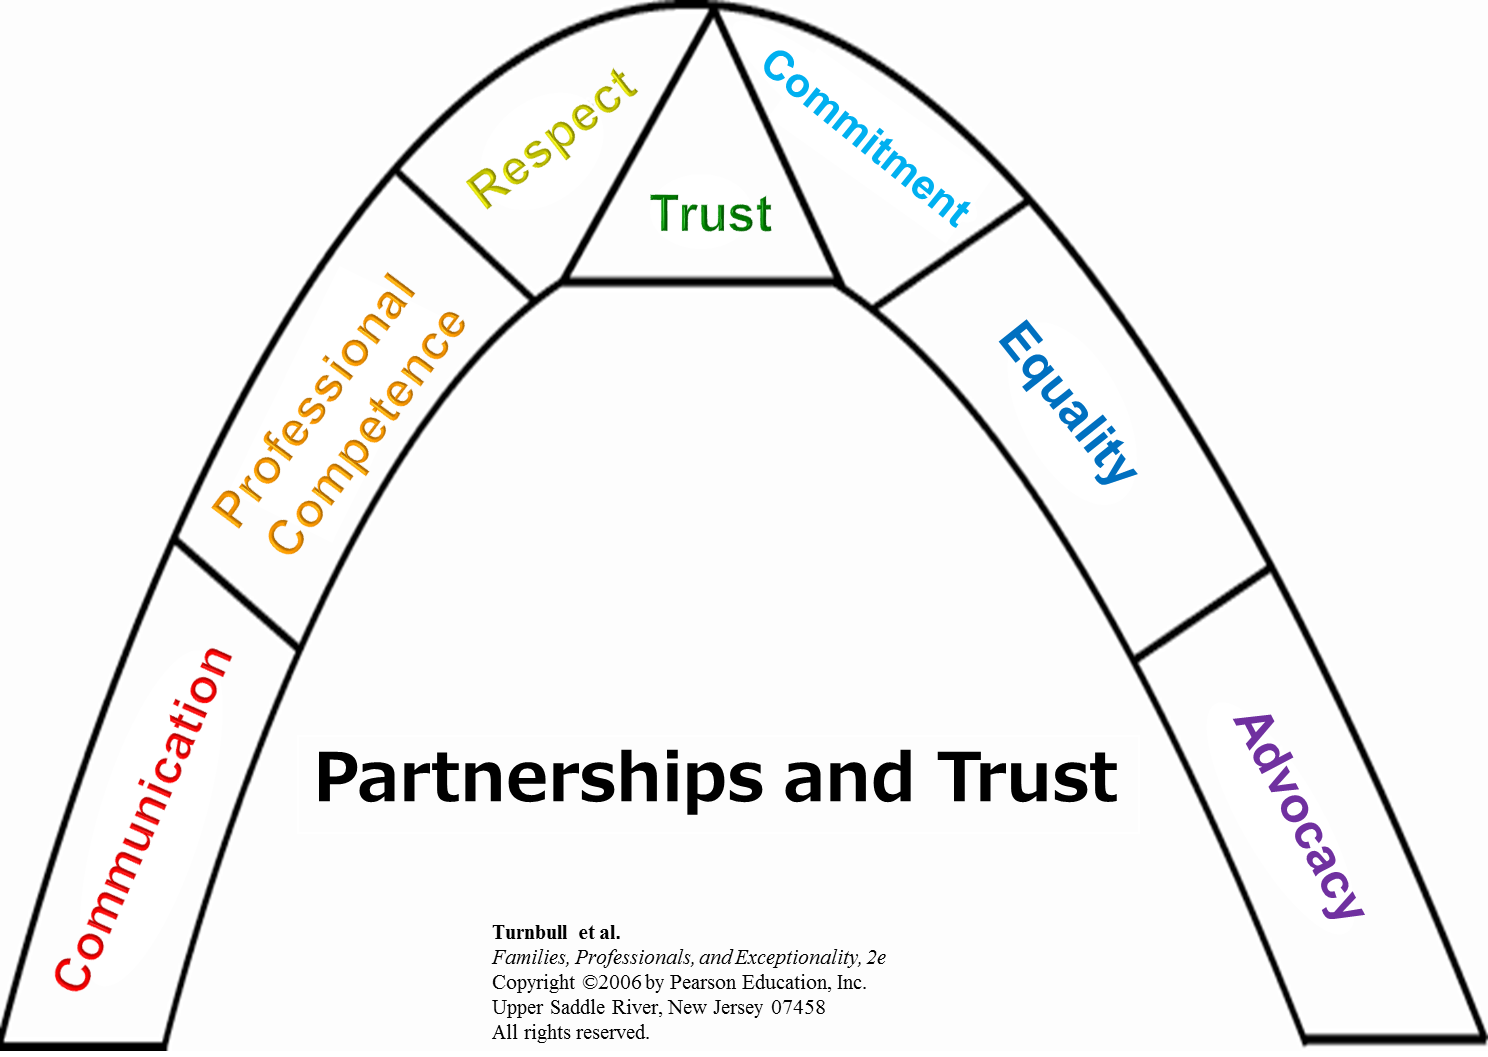 Respect
Commitment
Trust
Professional
Competence
Equality
Communication
Advocacy
Partnerships and Trust
Turnbull et al.
Families, Professionals, and Exceptionality, 2e
Copyright ©2006 by Pearson Education, Inc.
Upper Saddle River, New Jersey 07458
All rights reserved.